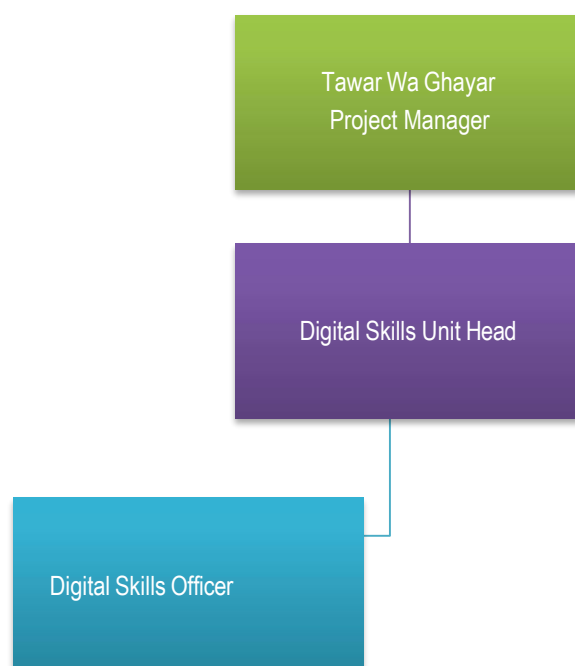 Tawar Wa Ghayar
Project Manager
Digital Skills Unit Head
Digital Skills Officer